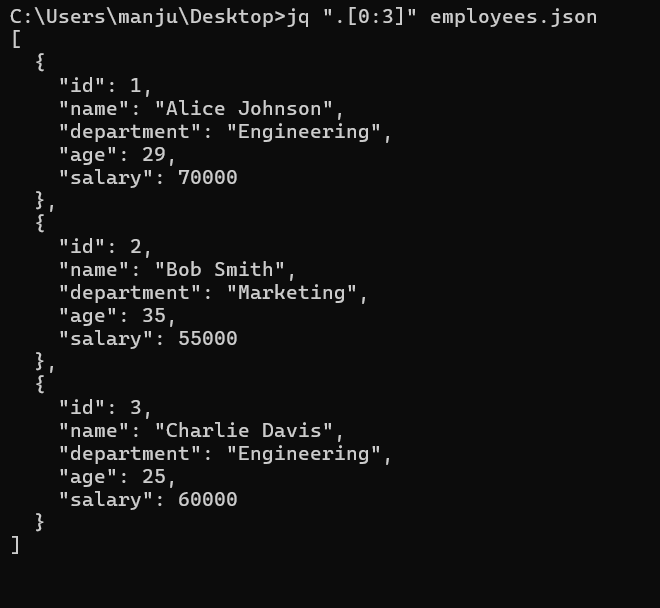 C:\Users\manju\Desktop>jq ".[0:3]" employees.json
[
  {
    "id": 1,
    "name": "Alice Johnson",
    "department": "Engineering",
    "age": 29,
    "salary": 70000
  },
  {
    "id": 2,
    "name": "Bob Smith",
    "department": "Marketing",
    "age": 35,
    "salary": 55000
  },
  {
    "id": 3,
    "name": "Charlie Davis",
    "department": "Engineering",
    "age": 25,
    "salary": 60000
  }
]